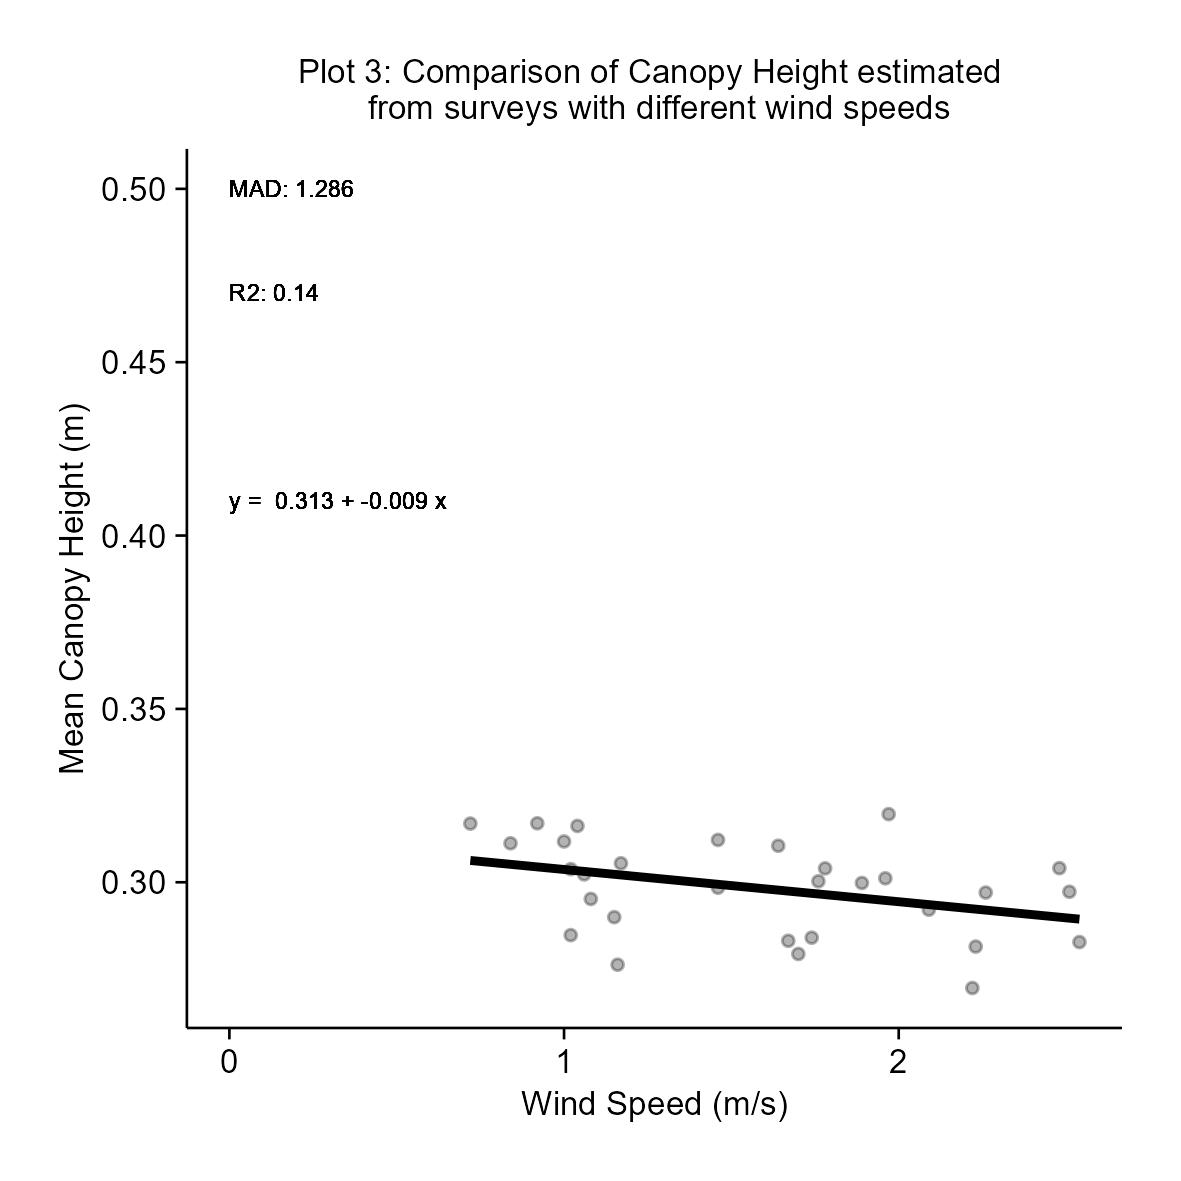 Plot 3: Comparison of Canopy Height estimated
from surveys with different wind speeds
0.50
MAD: 1.286
R2: 0.14
0.45
y =  0.313 + -0.009 x
0.40
Mean Canopy Height (m)
0.35
0.30
0
1
2
Wind Speed (m/s)